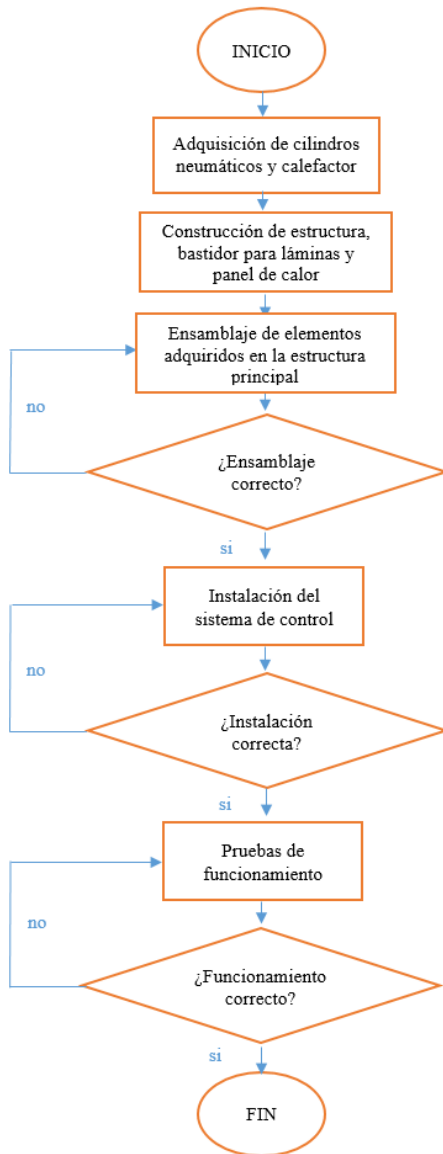 INICIO
Adquisición de cilindros
neumáticos y calefactor
Construcción de estructura,
bastidor para láminas y
panel de calor
Ensamblaje de elementos
adquiridos en la estructura
principal
no
¿Ensamblaje
correcto?
si
Instalación del
sistema de control
no
¿Instalación
correcta?
si
Pruebas de
funcionamiento
no
¿Funcionamiento
correcto?
si
FIN